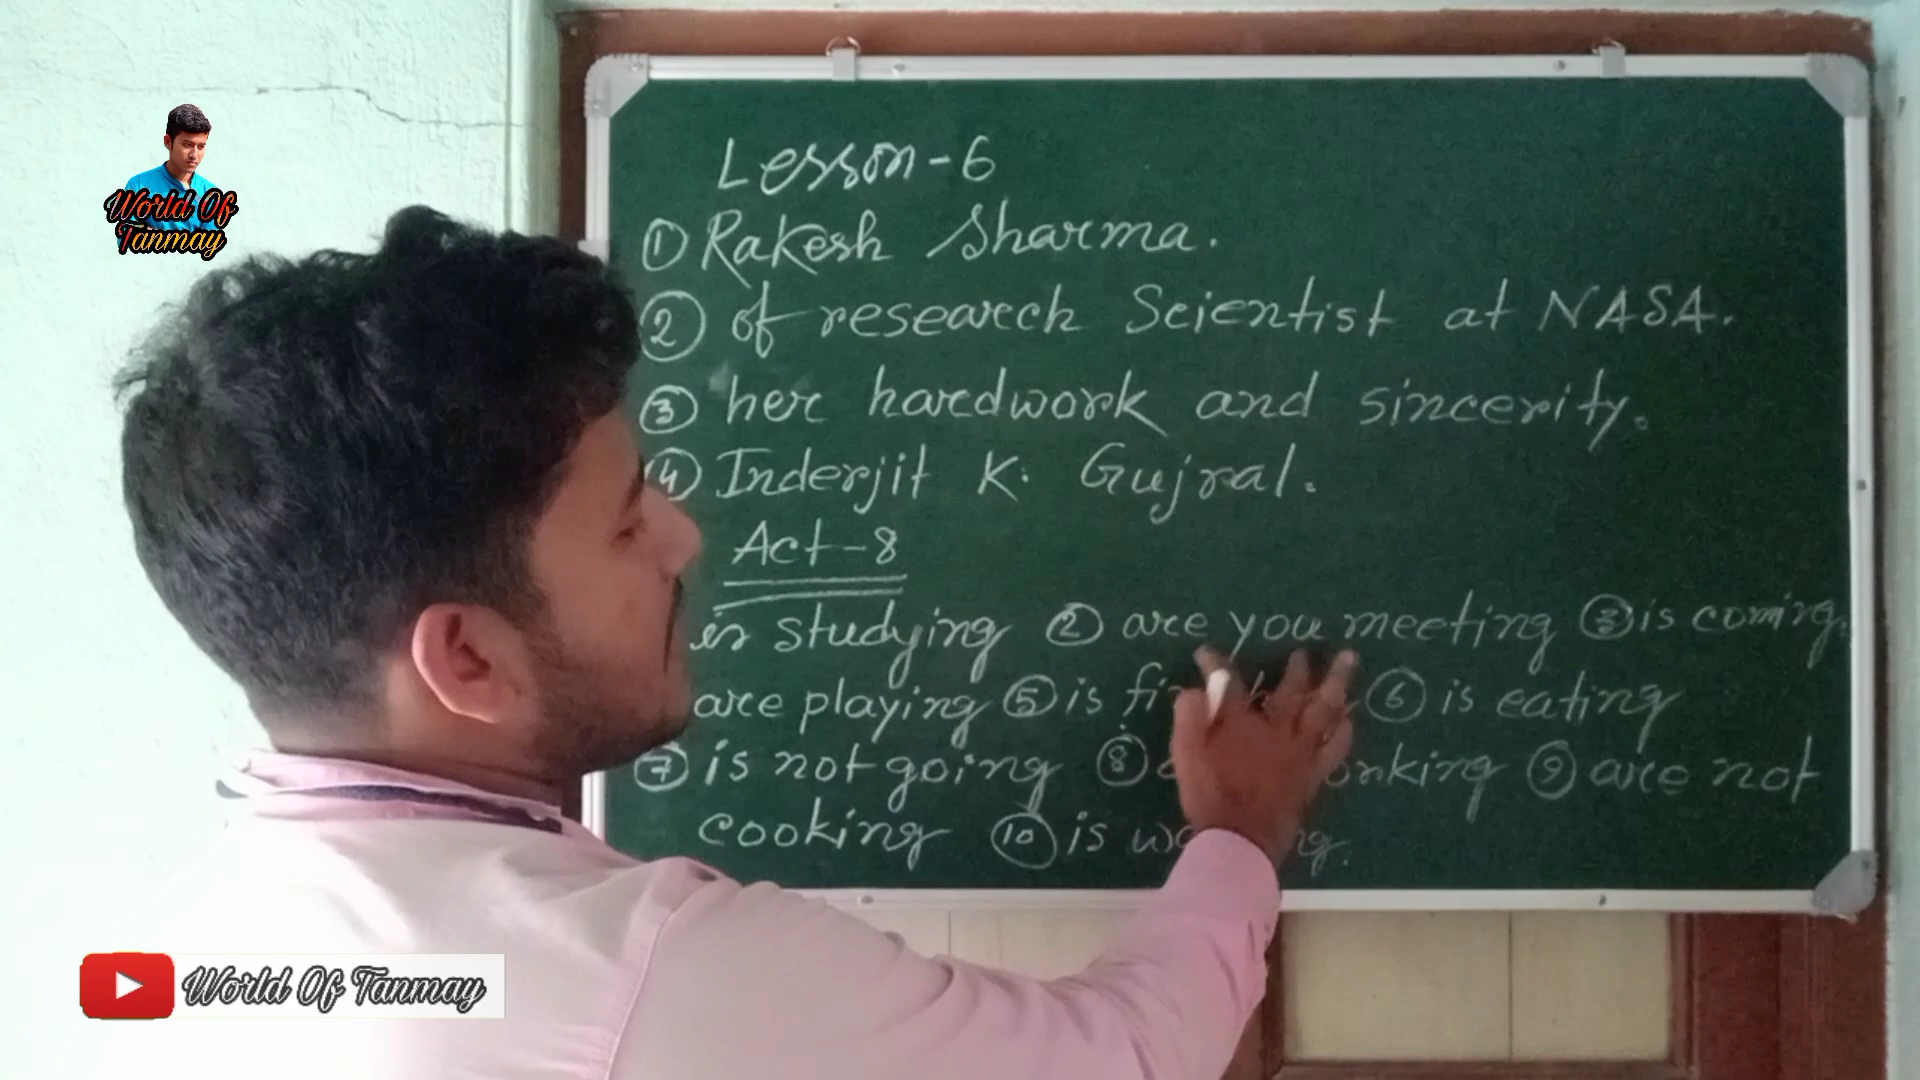 World Of
Tanmay
Lesson-6
① Rakesh Sharma.
② of research Scientist at NASA.
③ her hardwork and sincerity.
④ Inderjit K. Gujral.
Act-8
is studying ② are you meeting ③ is coming.
are playing ⑤ is ⑥ is eating
⑦ is not going ⑧ ⑨ are not
cooking ⑩ is
World Of Tanmay